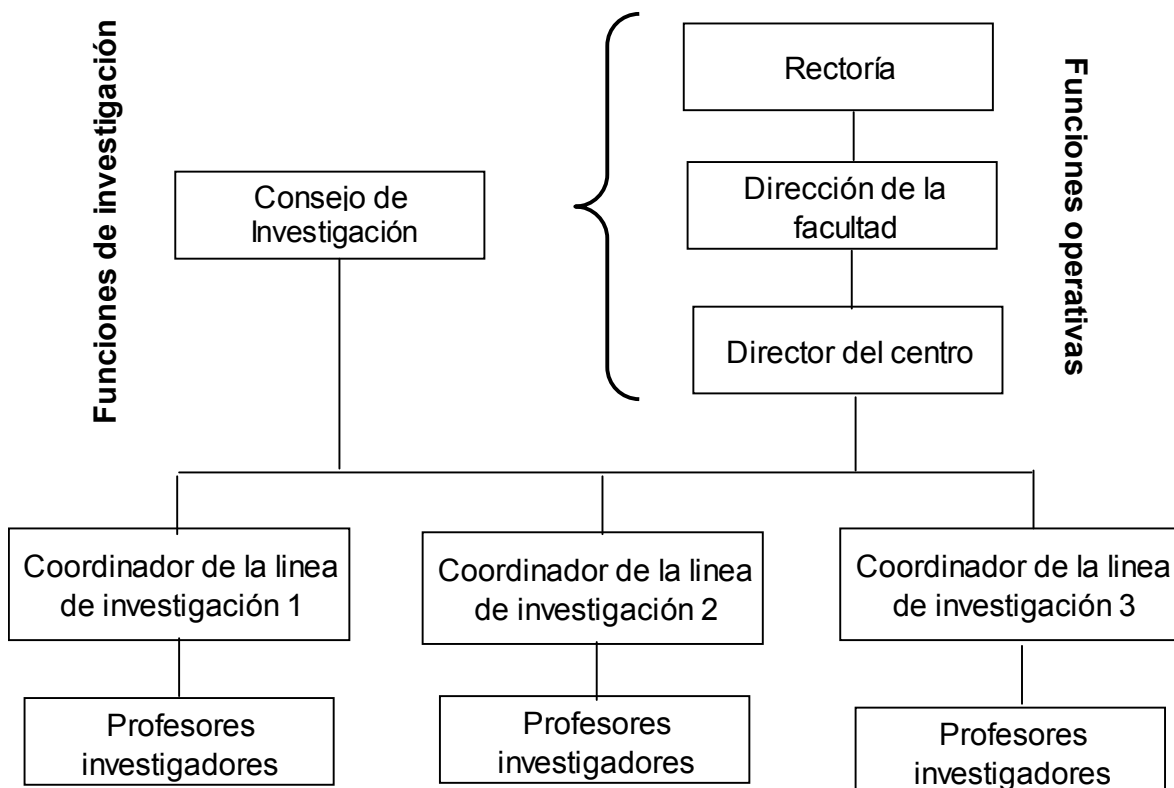 Funciones de investigación
Rectoría
Funciones operativas
Consejo de
Investigación
Dirección de la
facultad
Director del centro
Coordinador de la linea
de investigación 1
Coordinador de la linea
de investigación 2
Coordinador de la linea
de investigación 3
Profesores
investigadores
Profesores
investigadores
Profesores
investigadores